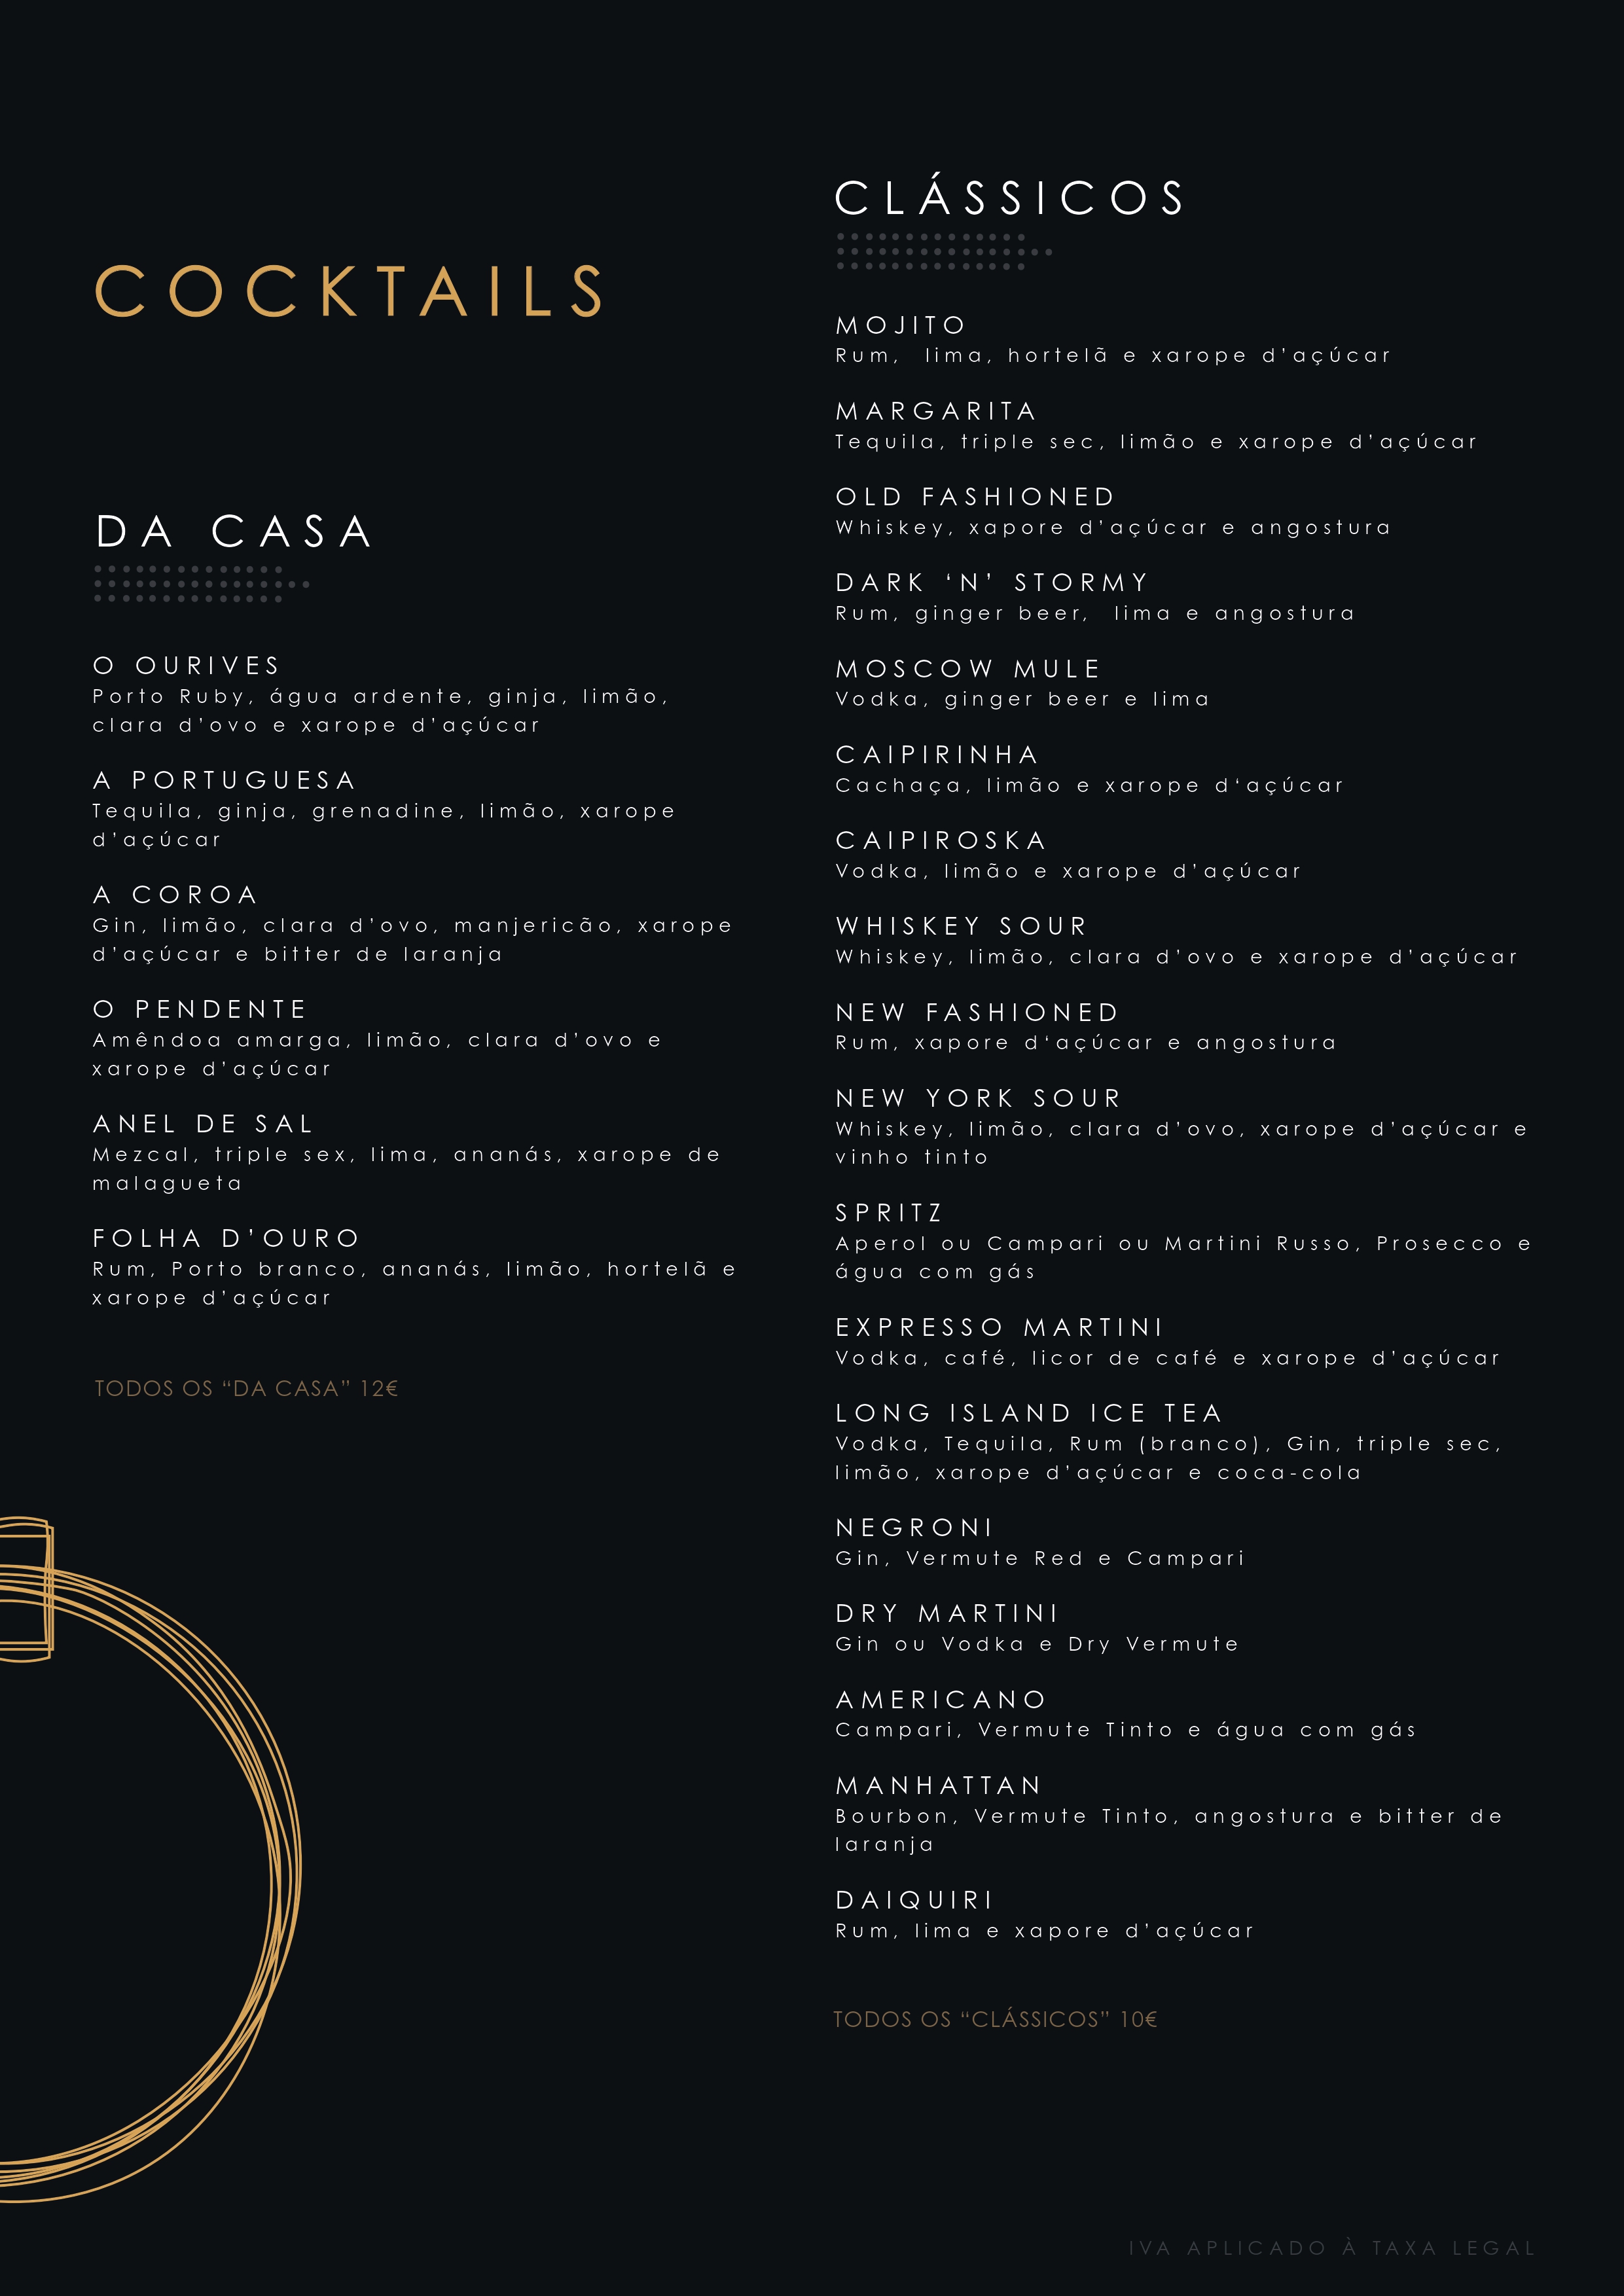 COCKTAILS
DA CASA
O OURIVES
Porto Ruby, água ardente, ginja, limão,
clara d'ovo e xarope d'açúcar
A PORTUGUESA
Tequila, ginja, grenadine, limão, xarope
d'açúcar
A COROA
Gin, limão, clara d'ovo, manjericão, xarope
d'açúcar e bitter de laranja
O PENDENTE
Amêndoa amarga, limão, clara d'ovo e
xarope d'açúcar
ANEL DE SAL
Mezcal, triple sex, lima, ananás, xarope de
malagueta
FOLHA D'OURO
Rum, Porto branco, ananás, limão, hortelã e
xarope d'açúcar
TODOS OS “DA CASA” 12€
CLÁSSICOS
MOJITO
Rum, lima, hortelã e xarope d'açúcar
MARGARITA
Tequila, triple sec, limão e xarope d'açúcar
OLD FASHIONED
Whiskey, xapore d'açúcar e angostura
DARK ‘N’ STORMY
Rum, ginger beer, lima e angostura
MOSCOW MULE
Vodka, ginger beer e lima
CAIPIRINHA
Cachaça, limão e xarope d‘açúcar
CAIPIROSKA
Vodka, limão e xarope d'açúcar
WHISKEY SOUR
Whiskey, limão, clara d'ovo e xarope d'açúcar
NEW FASHIONED
Rum, xapore d‘açúcar e angostura
NEW YORK SOUR
Whiskey, limão, clara d'ovo, xarope d'açúcar e
vinho tinto
SPRITZ
Aperol ou Campari ou Martini Russo, Prosecco e
água com gás
EXPRESSO MARTINI
Vodka, café, licor de café e xarope d'açúcar
LONG ISLAND ICE TEA
Vodka, Tequila, Rum (branco), Gin, triple sec,
limão, xarope d'açúcar e coca-cola
NEGRONI
Gin, Vermute Red e Campari
DRY MARTINI
Gin ou Vodka e Dry Vermute
AMERICANO
Campari, Vermute Tinto e água com gás
MANHATTAN
Bourbon, Vermute Tinto, angostura e bitter de
laranja
DAIQUIRI
Rum, lima e xapore d'açúcar
TODOS OS “CLÁSSICOS” 10€
IVA APLICADO À TAXA LEGAL